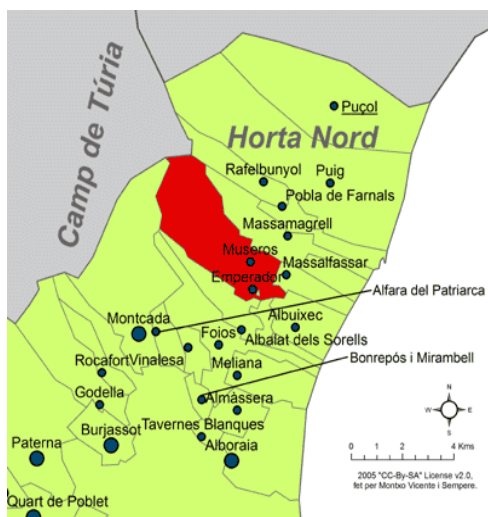 Puçol
Horta Nord
Camp de Túria
Rafelbunyol
Puig
Pobla de Farnals
Massamagrell
Museros
Massalfassar
Emperador
Alfara del Patriarca
Montcada
Foios
Albuixec
Albalat dels Sorells
Rocafort
Vinalesa
Meliana
Bonrepós i Mirambell
Godella
Almàssera
Tavernes Blanques
Burjassot
Alboraia
Paterna
Quart de Poblet
N
W
E
S
0 1 2 4 Kms
2005 "CC-By-SA" License v2.0,
fet per Montxo Vicente i Sempere.